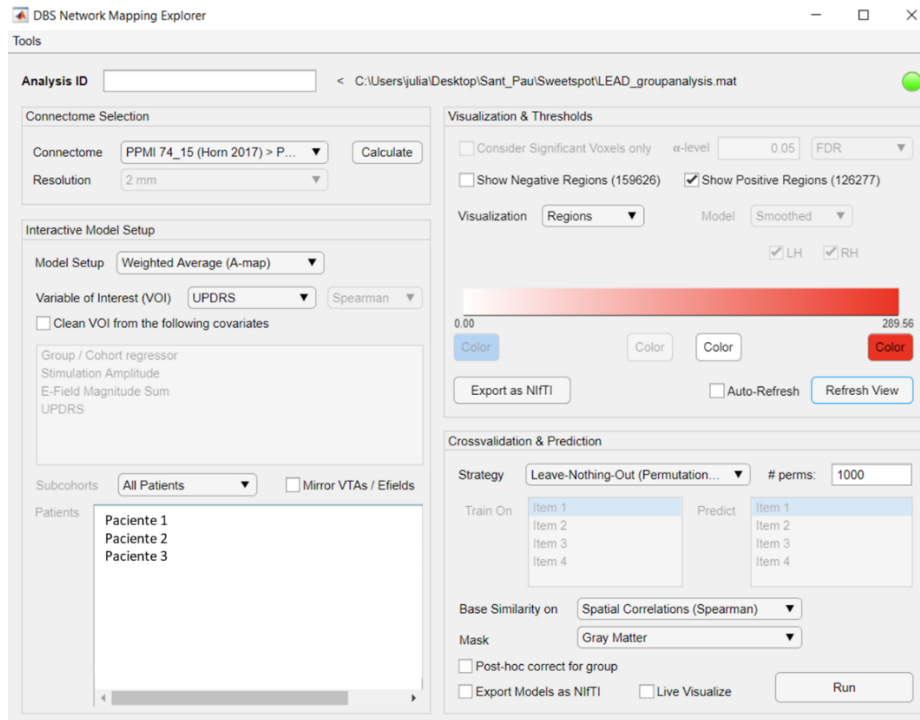 DBS Network Mapping Explorer
Tools
Analysis ID
< C:\Users\julia\Desktop\Sant_Pau\Sweetspot\LEAD_groupanalysis.mat
Connectome Selection
Connectome PPMI 74_15 (Horn 2017) > P... Calculate
Resolution 2 mm
Interactive Model Setup
Model Setup Weighted Average (A-map)
Variable of Interest (VOI) UPDRS Spearman
Clean VOI from the following covariates
Group / Cohort regressor
Stimulation Amplitude
E-Field Magnitude Sum
UPDRS
Subcohorts All Patients Mirror VTAs / Efields
Patients
Paciente 1
Paciente 2
Paciente 3
Visualization & Thresholds
Consider Significant Voxels only α-level 0.05 FDR
Show Negative Regions (159626) Show Positive Regions (126277)
Visualization Regions Model Smoothed
LH RH
0.00 289.56
Color Color Color Color
Export as NIfTI Auto-Refresh Refresh View
Crossvalidation & Prediction
Strategy Leave-Nothing-Out (Permutation... # perms: 1000
Train On
Item 1
Item 2
Item 3
Item 4
Predict
Item 1
Item 2
Item 3
Item 4
Base Similarity on Spatial Correlations (Spearman)
Mask Gray Matter
Post-hoc correct for group
Export Models as NIfTI Live Visualize Run